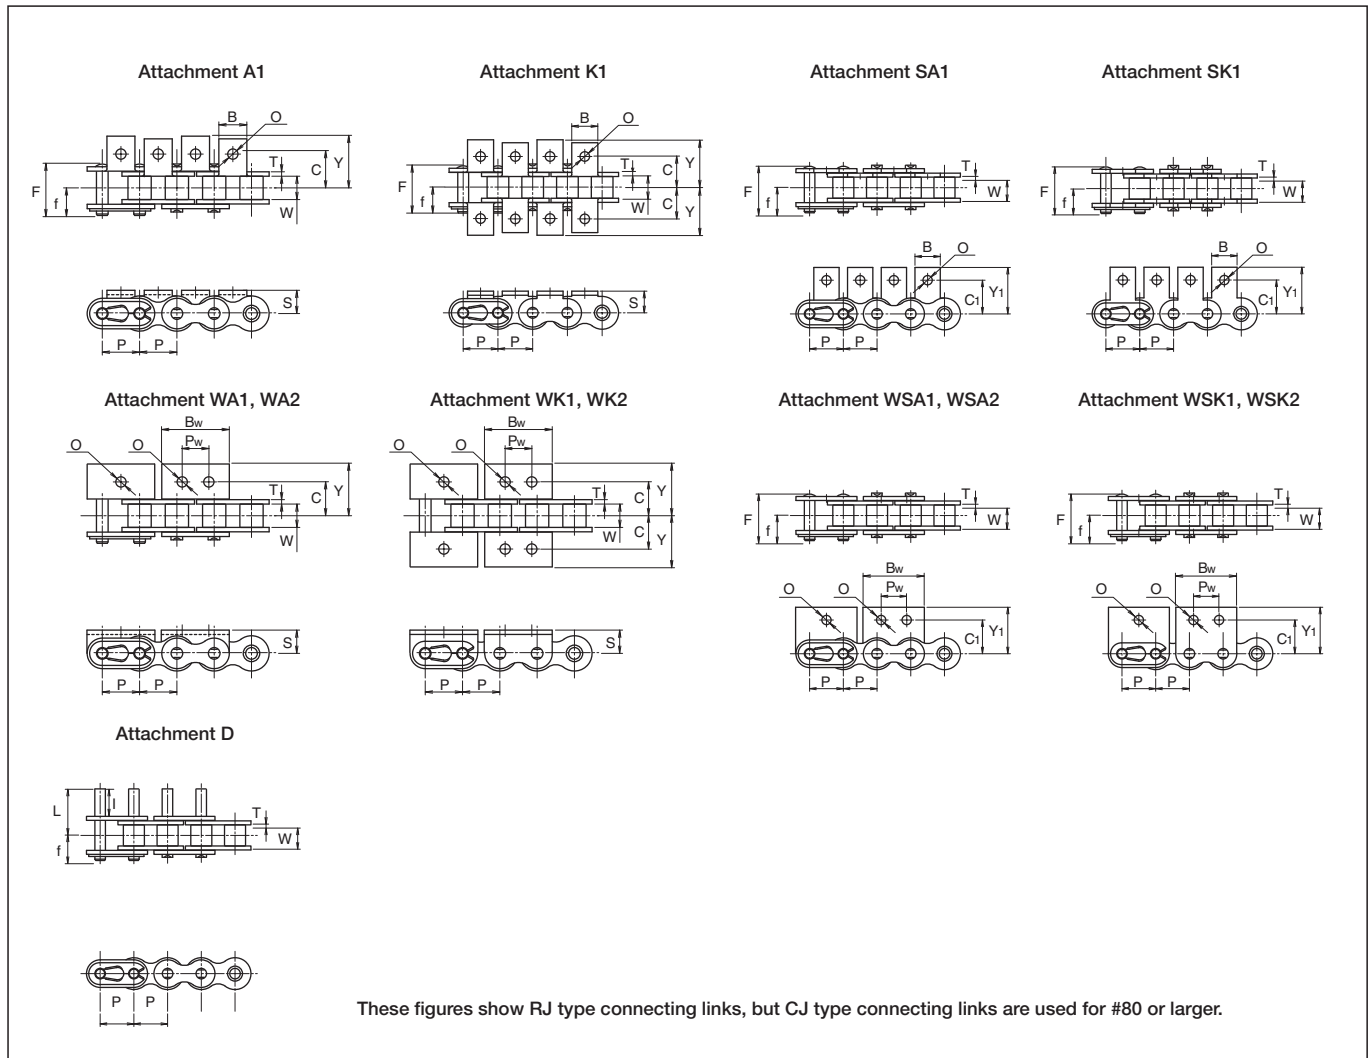 Attachment A1
B
O
T
C
Y
F
f
W
S
P
P
Attachment K1
B
O
T
C
Y
F
f
W
C
Y
S
P
P
Attachment SA1
T
F
f
W
B
O
C1
Y1
P
P
Attachment SK1
T
F
f
W
B
O
C1
Y1
P
P
Attachment WA1, WA2
Bw
Pw
O
O
T
C
Y
W
S
P
P
Attachment WK1, WK2
Bw
Pw
O
O
T
C
Y
W
C
Y
S
P
P
Attachment WSA1, WSA2
T
F
f
W
Bw
Pw
O
O
C1
Y1
P
P
Attachment WSK1, WSK2
T
F
f
W
Bw
Pw
O
O
C1
Y1
P
P
Attachment D
L
l
T
f
W
P
P
These figures show RJ type connecting links, but CJ type connecting links are used for #80 or larger.